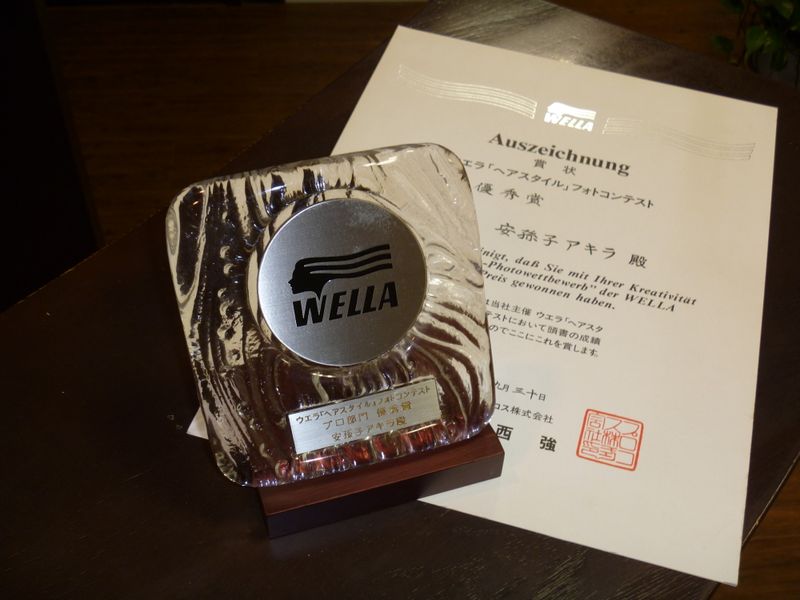 WELLA
Auszeichnung
賞状
ウエラ「ヘアスタイル」フォトコンテスト
優秀賞
安孫子アキラ 殿
einigt, daß Sie mit Ihrer Kreativität
-Photowettbewerb" der WELLA
Preis gewonnen haben.
当社主催 ウエラ「ヘアスタ
テストにおいて頭書の成績
のでここにこれを賞します
九月 三十日
コス株式会社
西 強
WELLA
ウエラ「ヘアスタイル」フォトコンテスト
プロ部門 優秀賞
安孫子アキラ殿